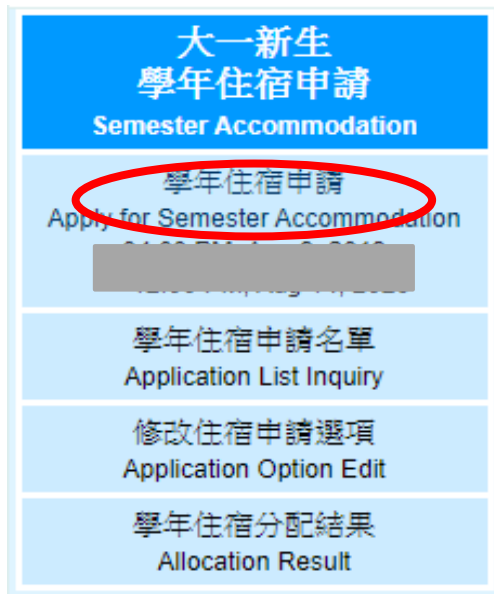 大一新生
學年住宿申請
Semester Accommodation
學年住宿申請
Apply for Semester Accommodation
學年住宿申請名單
Application List Inquiry
修改住宿申請選項
Application Option Edit
學年住宿分配結果
Allocation Result